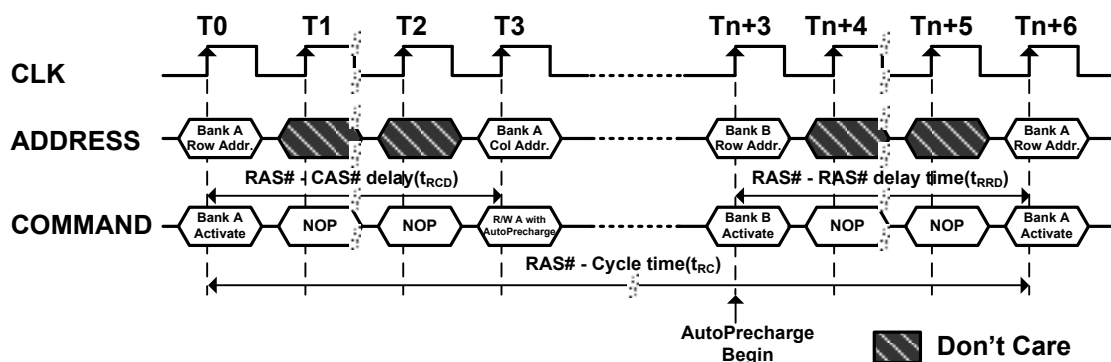 T0 T1 T2 T3 Tn+3 Tn+4 Tn+5 Tn+6
CLK
ADDRESS
Bank A
Row Addr.
Bank A
Col Addr.
Bank B
Row Addr.
Bank A
Row Addr.
RAS# - CAS# delay(tRCD)
RAS# - RAS# delay time(tRRD)
COMMAND
Bank A
Activate
NOP
NOP
R/W A with
AutoPrecharge
Bank B
Activate
NOP
NOP
Bank A
Activate
RAS# - Cycle time(tRC)
AutoPrecharge
Begin
Don't Care